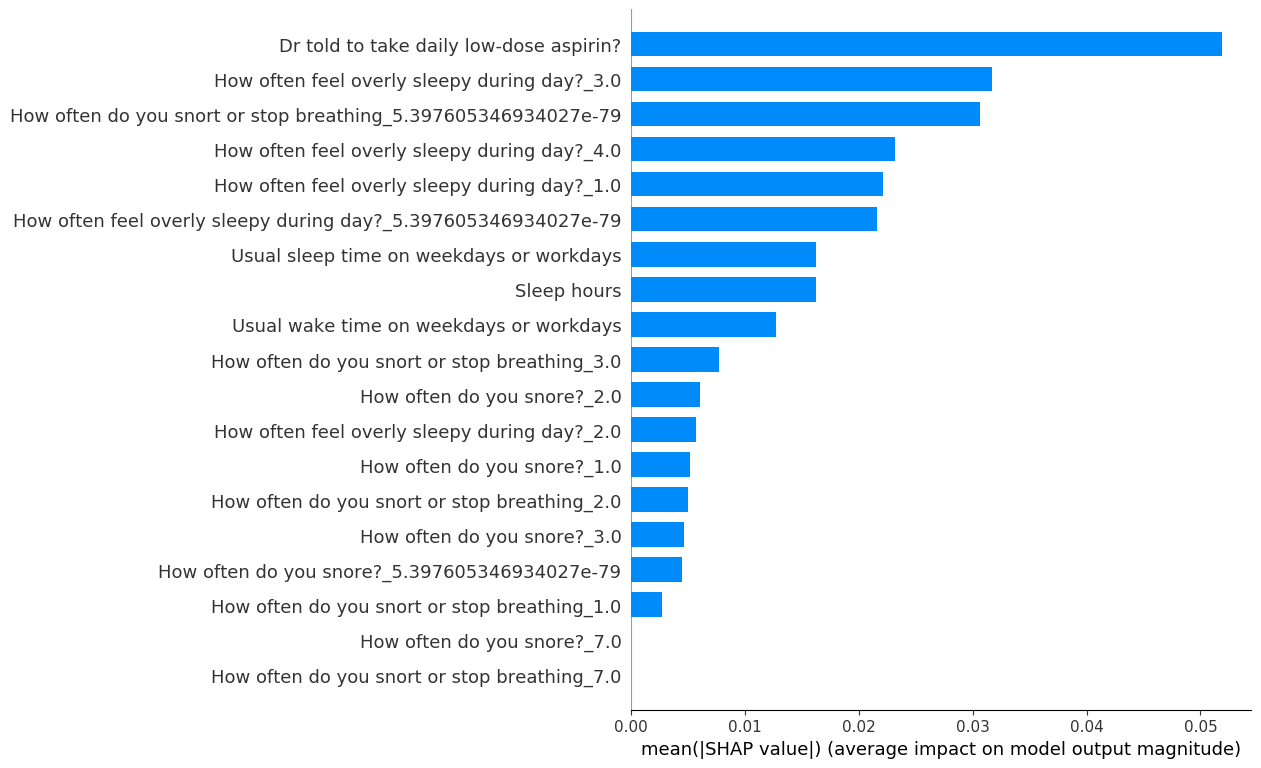 Dr told to take daily low-dose aspirin?
How often feel overly sleepy during day?_3.0
How often do you snort or stop breathing_5.397605346934027e-79
How often feel overly sleepy during day?_4.0
How often feel overly sleepy during day?_1.0
How often feel overly sleepy during day?_5.397605346934027e-79
Usual sleep time on weekdays or workdays
Sleep hours
Usual wake time on weekdays or workdays
How often do you snort or stop breathing_3.0
How often do you snore?_2.0
How often feel overly sleepy during day?_2.0
How often do you snore?_1.0
How often do you snort or stop breathing_2.0
How often do you snore?_3.0
How often do you snore?_5.397605346934027e-79
How often do you snort or stop breathing_1.0
How often do you snore?_7.0
How often do you snort or stop breathing_7.0
0.00 0.01 0.02 0.03 0.04 0.05
mean(|SHAP value|) (average impact on model output magnitude)